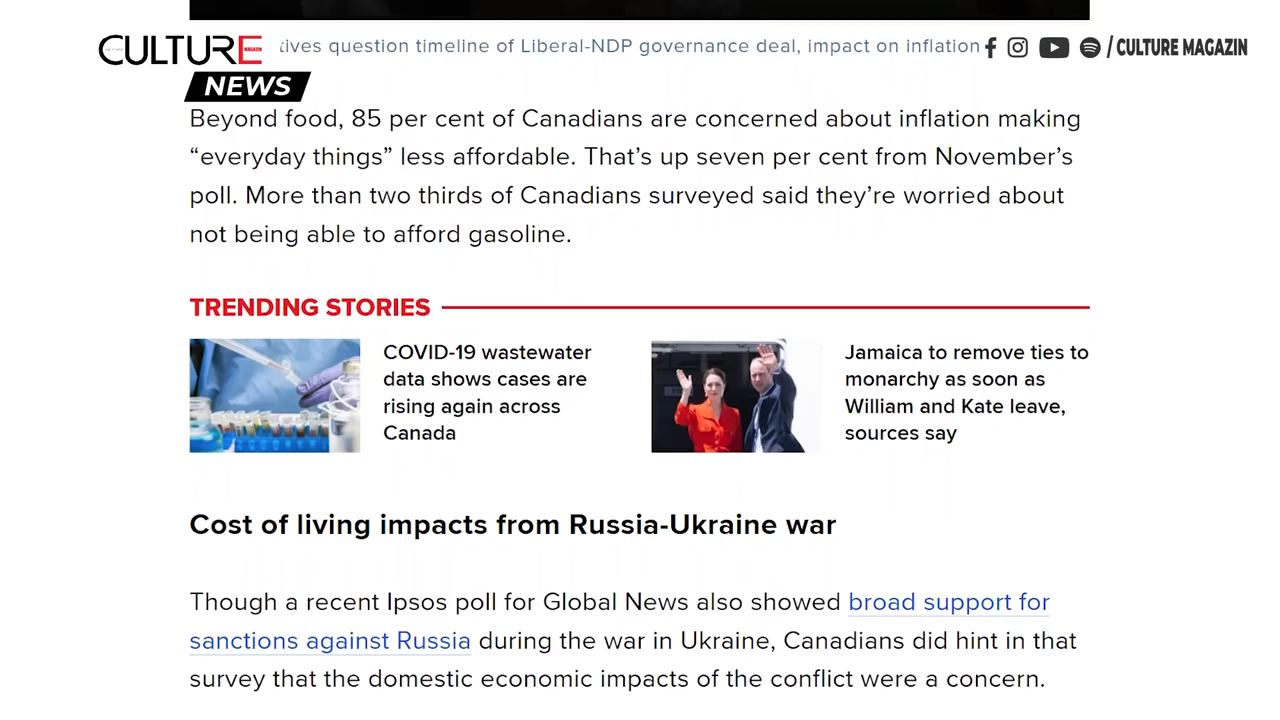 CULTURE
MAGAZIN
NEWS
tives question timeline of Liberal-NDP governance deal, impact on inflation
/ CULTURE MAGAZIN
Beyond food, 85 per cent of Canadians are concerned about inflation making
“everyday things” less affordable. That’s up seven per cent from November’s
poll. More than two thirds of Canadians surveyed said they’re worried about
not being able to afford gasoline.
TRENDING STORIES
COVID-19 wastewater
data shows cases are
rising again across
Canada
Jamaica to remove ties to
monarchy as soon as
William and Kate leave,
sources say
Cost of living impacts from Russia-Ukraine war
Though a recent Ipsos poll for Global News also showed broad support for
sanctions against Russia during the war in Ukraine, Canadians did hint in that
survey that the domestic economic impacts of the conflict were a concern.